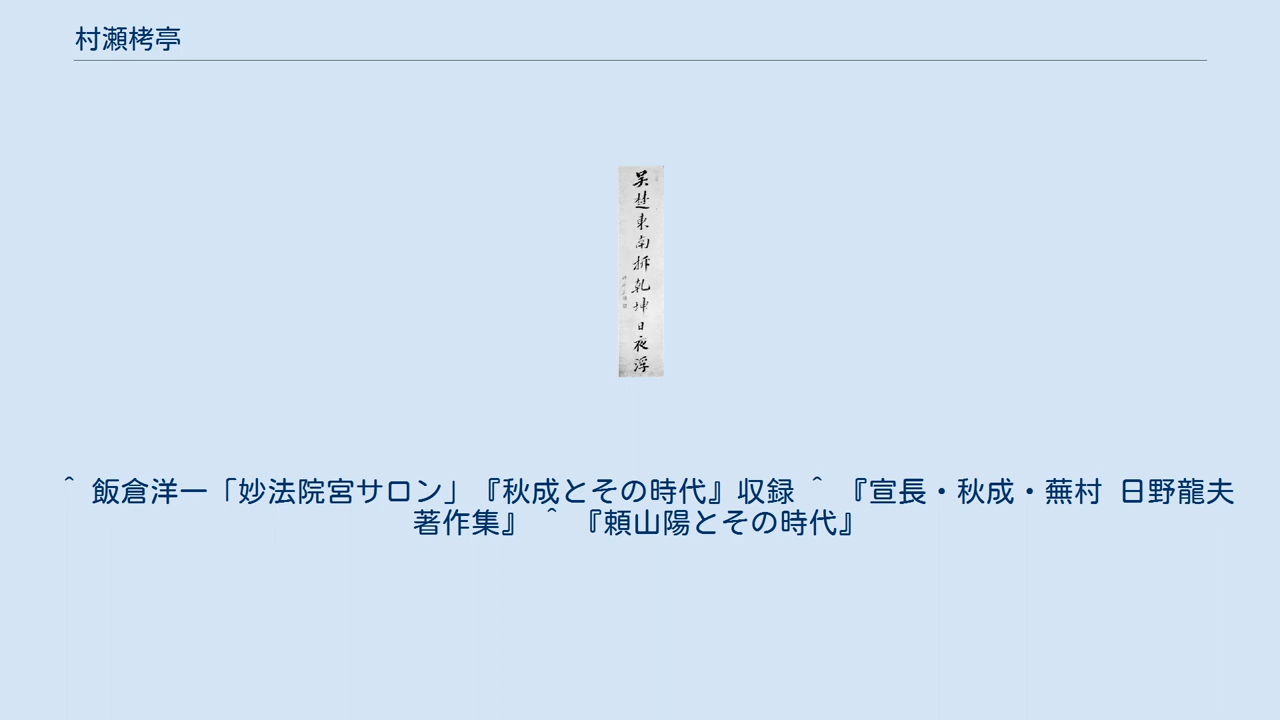 村瀬栲亭
吴楚東南拆乾坤日夜浮
＾ 飯倉洋一「妙法院宮サロン」『秋成とその時代』収録 ＾ 『宣長・秋成・蕪村 日野龍夫
著作集』 ＾ 『頼山陽とその時代』